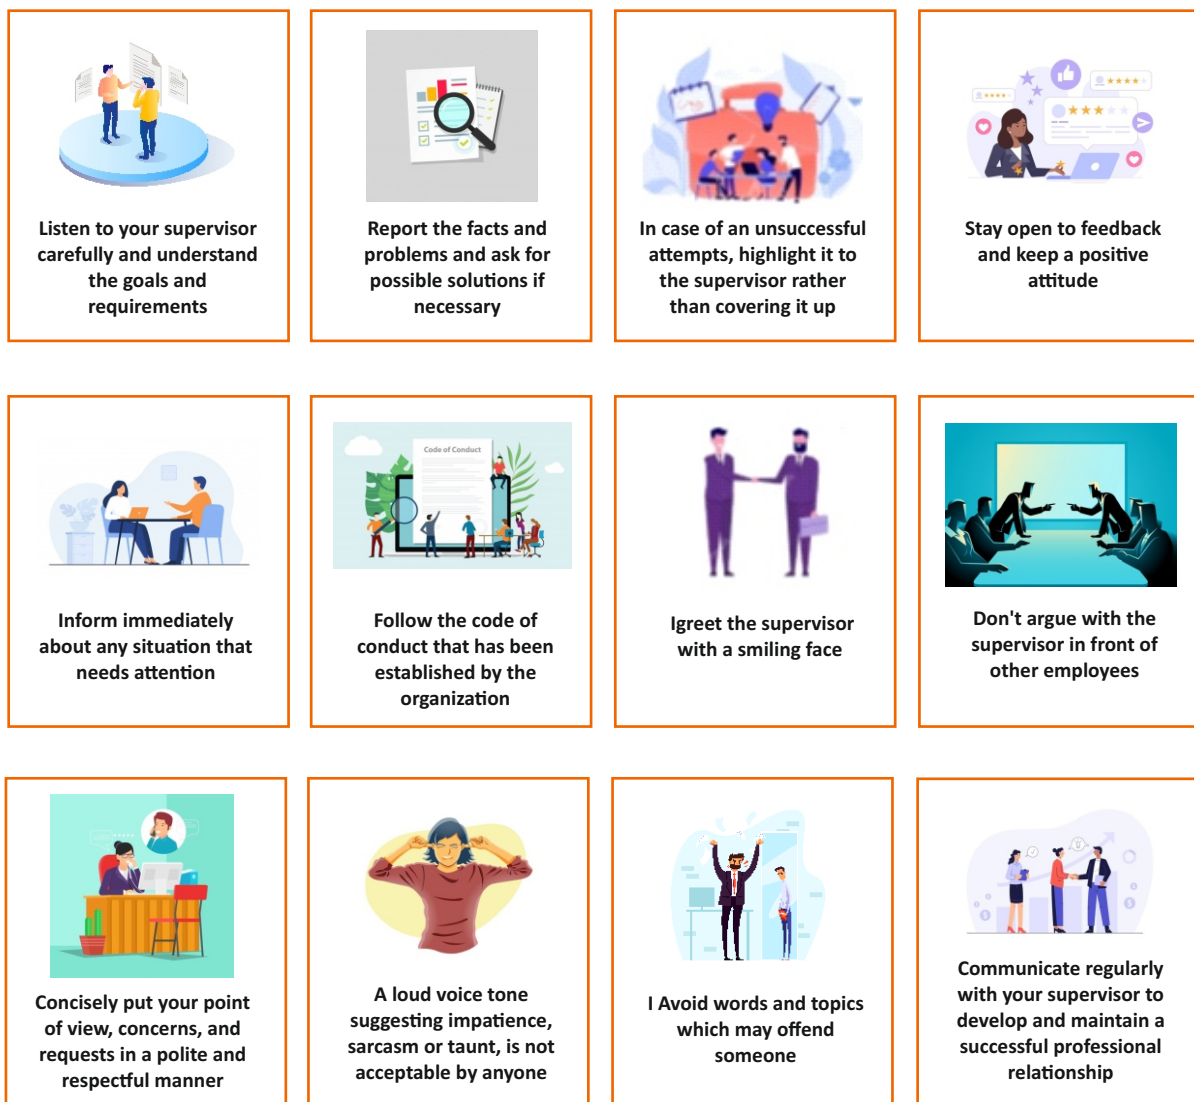 Listen to your supervisor
carefully and understand
the goals and
requirements
Report the facts and
problems and ask for
possible solutions if
necessary
In case of an unsuccessful
attempts, highlight it to
the supervisor rather
than covering it up
Stay open to feedback
and keep a positive
attitude
Inform immediately
about any situation that
needs attention
Code of Conduct
Follow the code of
conduct that has been
established by the
organization
Igreet the supervisor
with a smiling face
Don't argue with the
supervisor in front of
other employees
Concisely put your point
of view, concerns, and
requests in a polite and
respectful manner
A loud voice tone
suggesting impatience,
sarcasm or taunt, is not
acceptable by anyone
I Avoid words and topics
which may offend
someone
Communicate regularly
with your supervisor to
develop and maintain a
successful professional
relationship